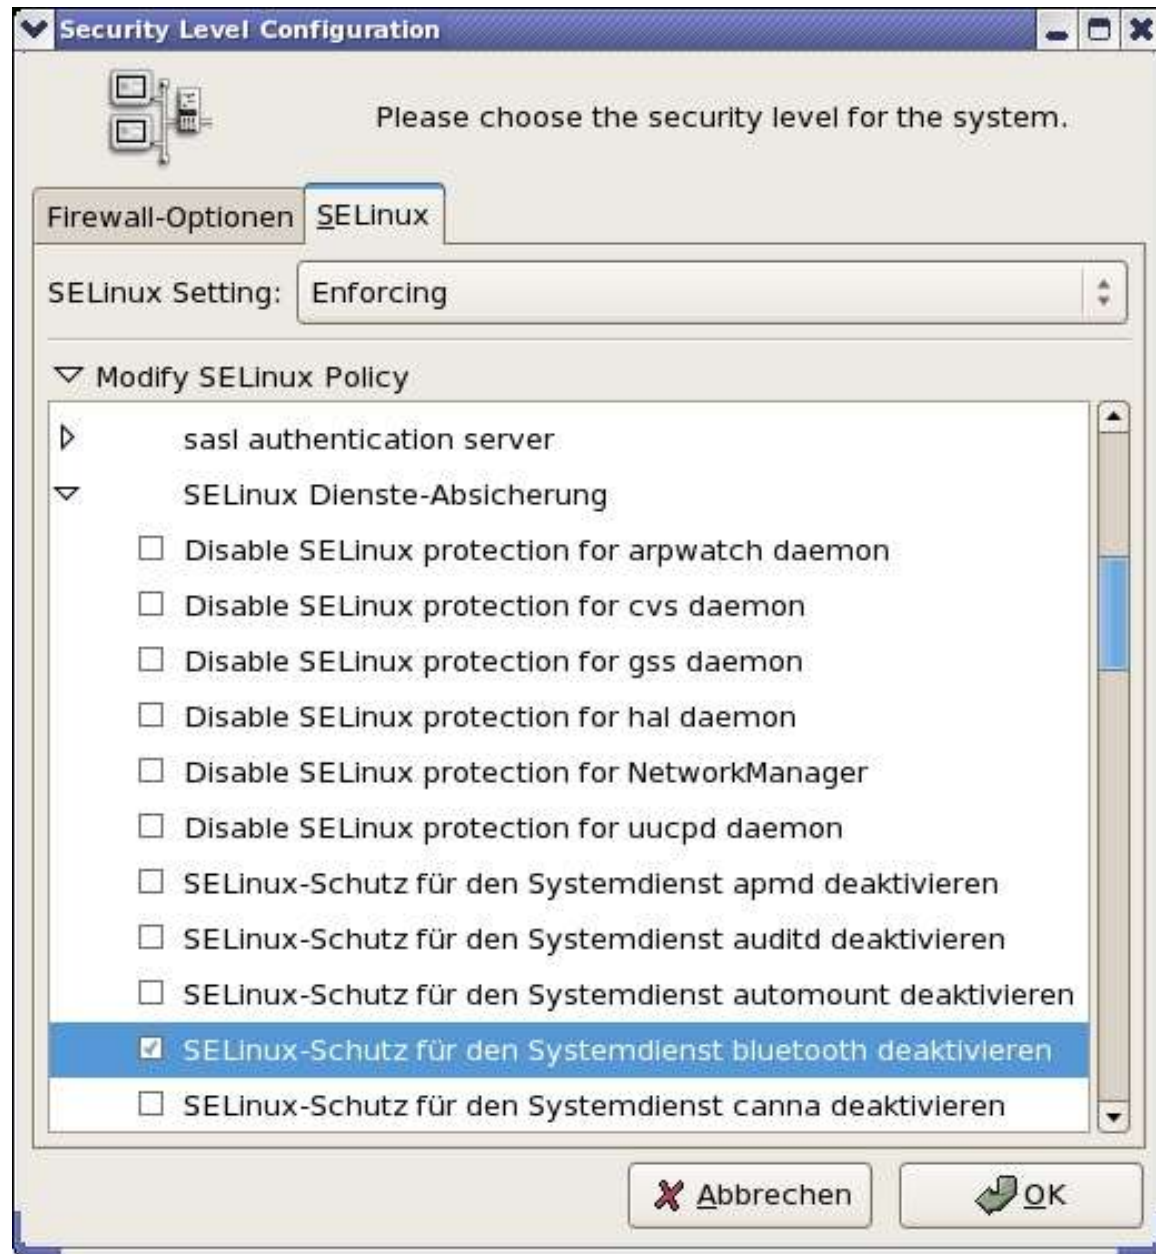 Security Level Configuration
Please choose the security level for the system.
Firewall-Optionen SELinux
SELinux Setting: Enforcing
Modify SELinux Policy
sasl authentication server
SELinux Dienste-Absicherung
Disable SELinux protection for arpwatch daemon
Disable SELinux protection for cvs daemon
Disable SELinux protection for gss daemon
Disable SELinux protection for hal daemon
Disable SELinux protection for NetworkManager
Disable SELinux protection for uucpd daemon
SELinux-Schutz für den Systemdienst apmd deaktivieren
SELinux-Schutz für den Systemdienst auditd deaktivieren
SELinux-Schutz für den Systemdienst automount deaktivieren
SELinux-Schutz für den Systemdienst bluetooth deaktivieren
SELinux-Schutz für den Systemdienst canna deaktivieren
Abbrechen OK